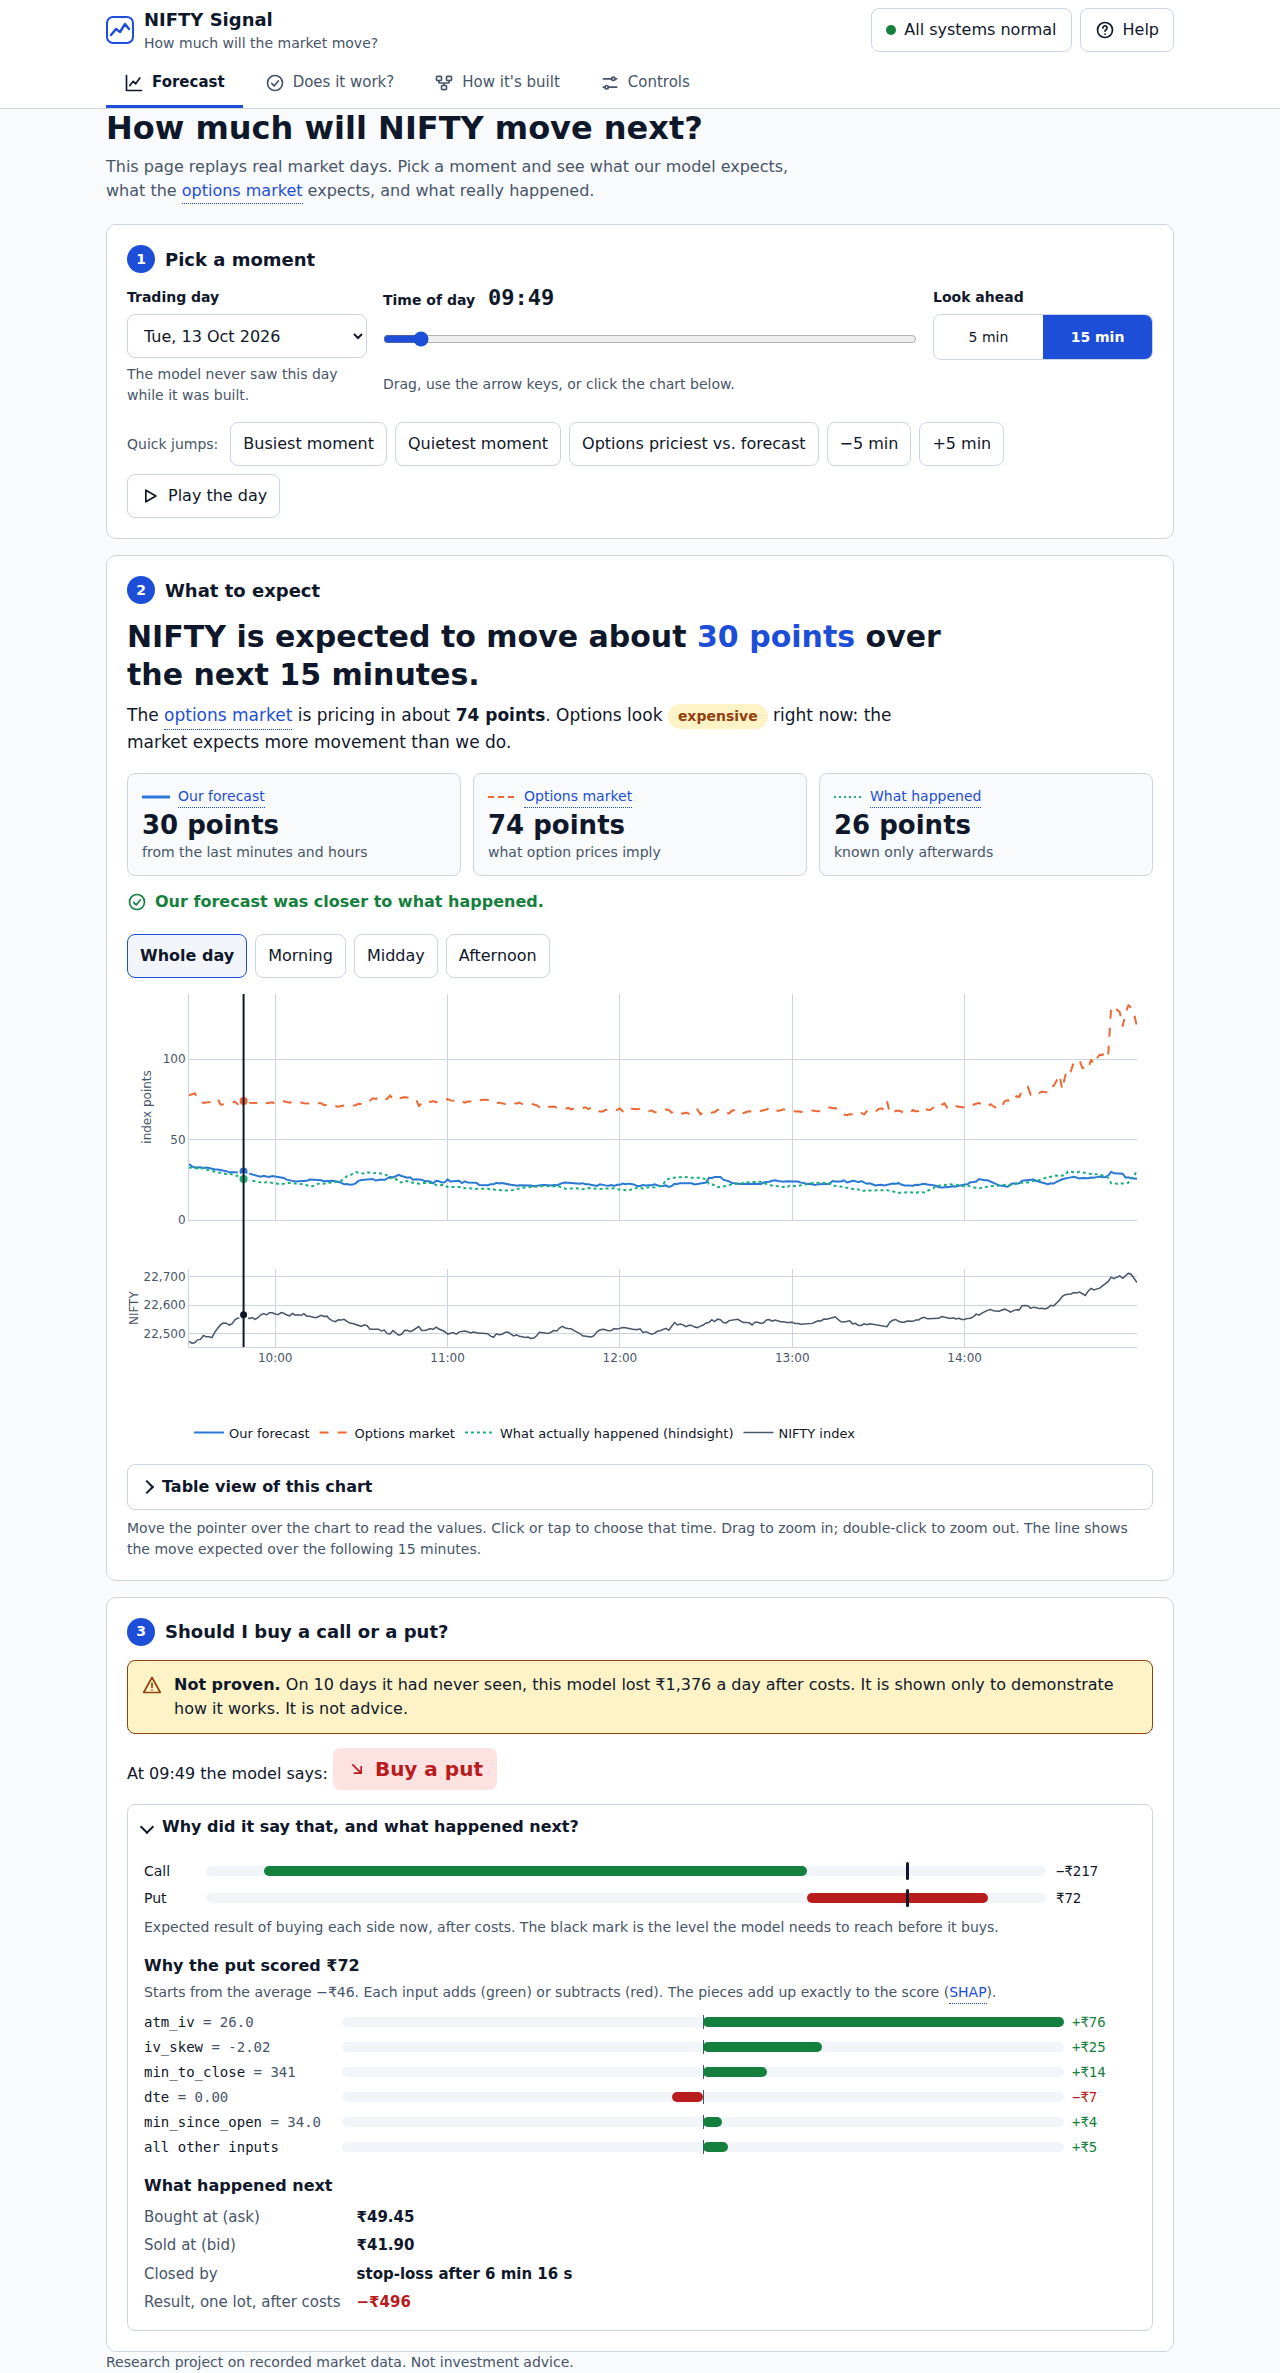 NIFTY Signal
How much will the market move?
All systems normal
Help
Forecast
Does it work?
How it's built
Controls
How much will NIFTY move next?
This page replays real market days. Pick a moment and see what our model expects,
what the options market expects, and what really happened.
1 Pick a moment
Trading day
Tue, 13 Oct 2026
The model never saw this day
while it was built.
Time of day 09:49
Drag, use the arrow keys, or click the chart below.
Look ahead
5 min
15 min
Quick jumps:
Busiest moment
Quietest moment
Options priciest vs. forecast
−5 min
+5 min
Play the day
2 What to expect
NIFTY is expected to move about 30 points over
the next 15 minutes.
The options market is pricing in about 74 points. Options look expensive right now: the
market expects more movement than we do.
Our forecast
30 points
from the last minutes and hours
Options market
74 points
what option prices imply
What happened
26 points
known only afterwards
Our forecast was closer to what happened.
Whole day
Morning
Midday
Afternoon
index points
100
50
0
NIFTY
22,700
22,600
22,500
10:00
11:00
12:00
13:00
14:00
Our forecast
Options market
What actually happened (hindsight)
NIFTY index
Table view of this chart
Move the pointer over the chart to read the values. Click or tap to choose that time. Drag to zoom in; double-click to zoom out. The line shows
the move expected over the following 15 minutes.
3 Should I buy a call or a put?
Not proven. On 10 days it had never seen, this model lost ₹1,376 a day after costs. It is shown only to demonstrate
how it works. It is not advice.
At 09:49 the model says: Buy a put
Why did it say that, and what happened next?
Call −₹217
Put ₹72
Expected result of buying each side now, after costs. The black mark is the level the model needs to reach before it buys.
Why the put scored ₹72
Starts from the average −₹46. Each input adds (green) or subtracts (red). The pieces add up exactly to the score (SHAP).
atm_iv = 26.0 +₹76
iv_skew = -2.02 +₹25
min_to_close = 341 +₹14
dte = 0.00 −₹7
min_since_open = 34.0 +₹4
all other inputs +₹5
What happened next
Bought at (ask) ₹49.45
Sold at (bid) ₹41.90
Closed by stop-loss after 6 min 16 s
Result, one lot, after costs −₹496
Research project on recorded market data. Not investment advice.